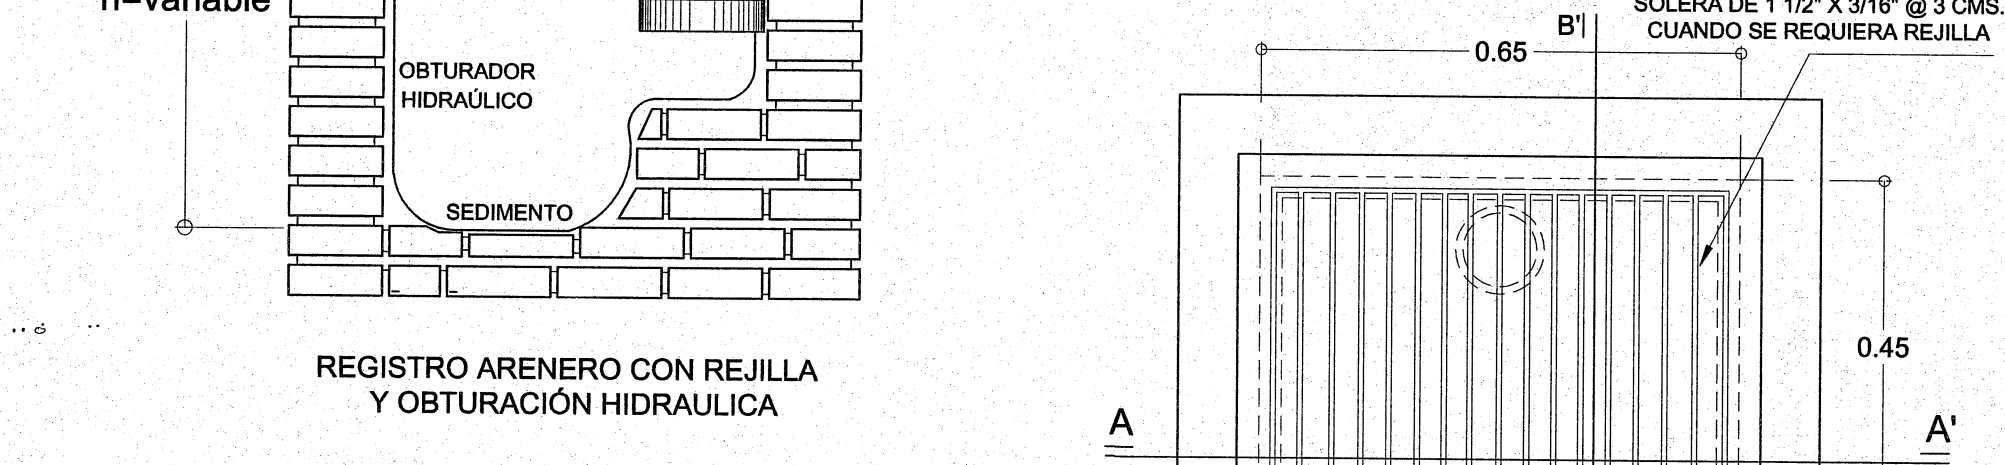 h=variable
OBTURADOR
HIDRAÚLICO
SEDIMENTO
REGISTRO ARENERO CON REJILLA
Y OBTURACIÓN HIDRAULICA
SOLERA DE 1 1/2" X 3/16" @ 3 CMS.
CUANDO SE REQUIERA REJILLA
B'
0.65
0.45
A
A'